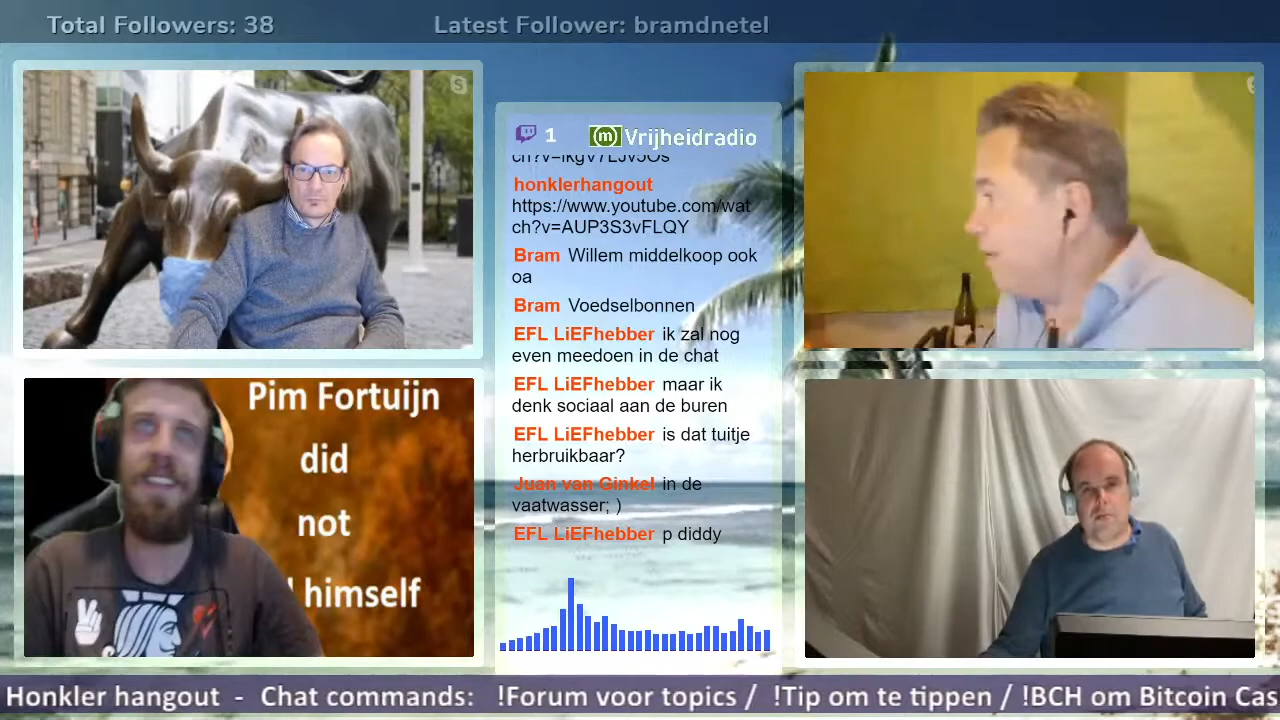 Total Followers: 38
Latest Follower: bramdnetel
1
(m) Vrijheidradio
honklerhangout
https://www.youtube.com/wat
ch?v=AUP3S3vFLQY
Bram Willem middelkoop ook
oa
Bram Voedselbonnen
EFL LiEFhebber ik zal nog
even meedoen in de chat
EFL LiEFhebber maar ik
denk sociaal aan de buren
EFL LiEFhebber is dat tuitje
herbruikbaar?
Juan van Ginkel in de
vaatwasser; )
EFL LiEFhebber p diddy
Pim Fortuijn
did
not
himself
Honkler hangout - Chat commands: !Forum voor topics / !Tip om te tippen / !BCH om Bitcoin Cas